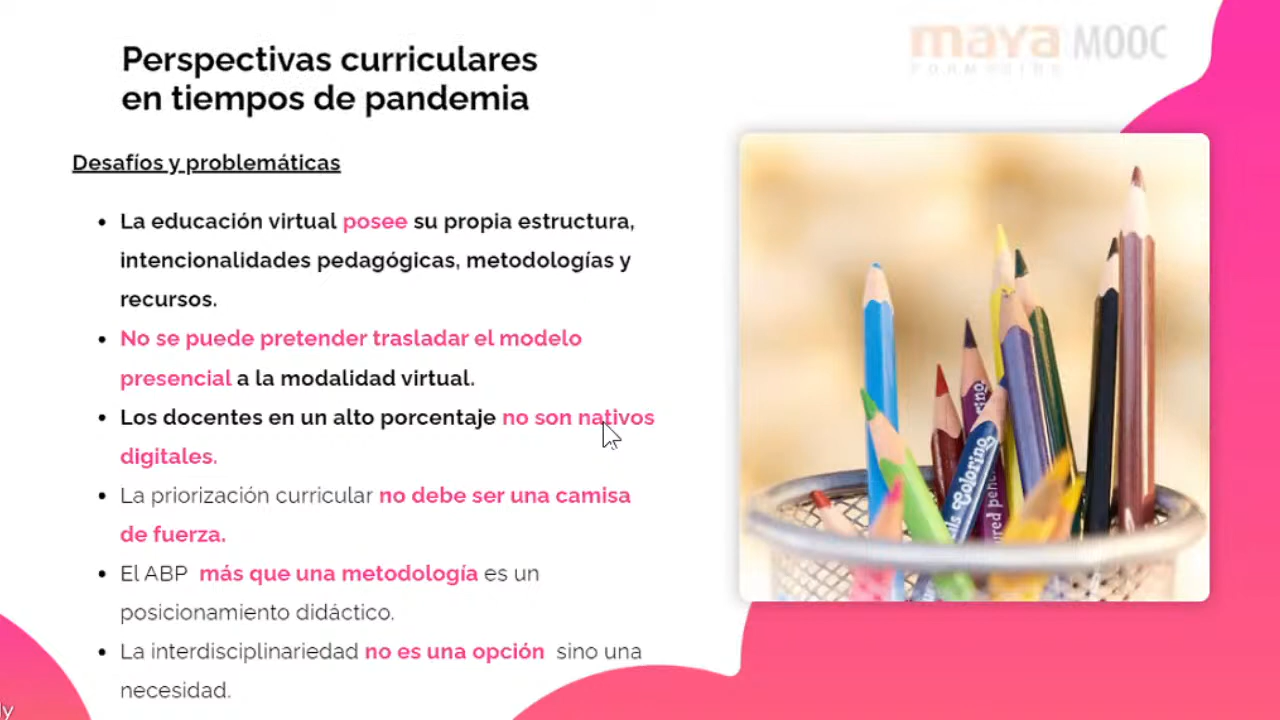 maya MOOC
FORMACIÓN
Perspectivas curriculares
en tiempos de pandemia
Desafíos y problemáticas
• La educación virtual posee su propia estructura,
intencionalidades pedagógicas, metodologías y
recursos.
• No se puede pretender trasladar el modelo
presencial a la modalidad virtual.
• Los docentes en un alto porcentaje no son nativos
digitales.
• La priorización curricular no debe ser una camisa
de fuerza.
• El ABP más que una metodología es un
posicionamiento didáctico.
• La interdisciplinariedad no es una opción sino una
necesidad.
Coloring
ly